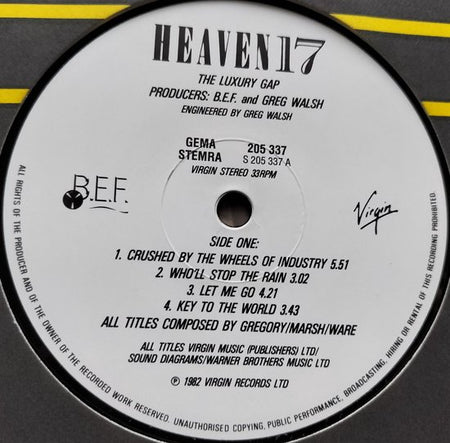 HEAVEN 17
THE LUXURY GAP
PRODUCERS: B.E.F. and GREG WALSH
ENGINEERED BY GREG WALSH
GEMA 205 337
STEMRA S 205 337 A
VIRGIN STEREO 33RPM
B.E.F.
Virgin
SIDE ONE:
1. CRUSHED BY THE WHEELS OF INDUSTRY 5.51
2. WHO'LL STOP THE RAIN 3.02
3. LET ME GO 4.21
4. KEY TO THE WORLD 3.43
ALL TITLES COMPOSED BY GREGORY/MARSH/WARE
ALL TITLES VIRGIN MUSIC (PUBLISHERS) LTD/
SOUND DIAGRAMS/WARNER BROTHERS MUSIC LTD
℗ 1982 VIRGIN RECORDS LTD
ALL RIGHTS OF THE PRODUCER AND OF THE OWNER OF THE RECORDED WORK RESERVED. UNAUTHORISED COPYING, PUBLIC PERFORMANCE, BROADCASTING, HIRING OR RENTAL OF THIS RECORDING PROHIBITED.